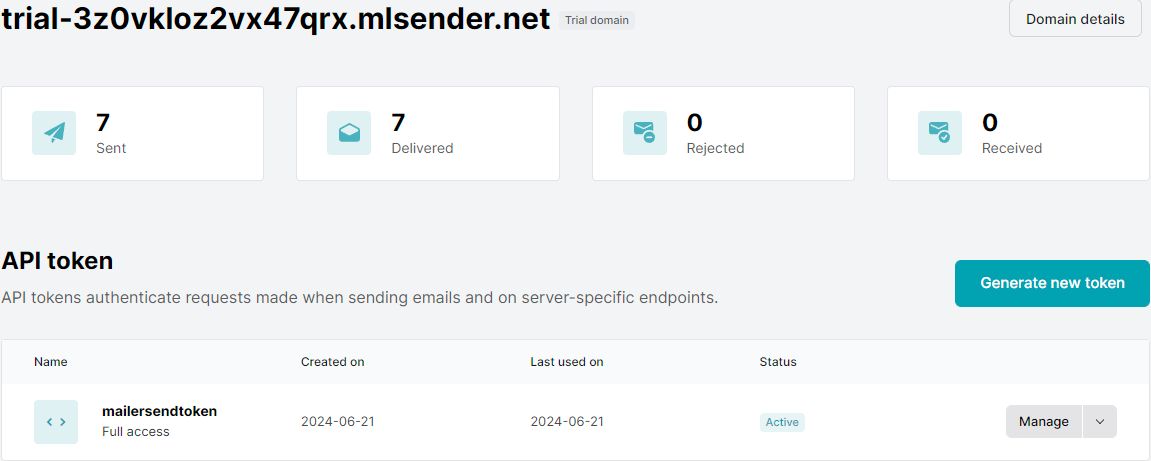 trial-3z0vkloz2vx47qrx.mlsender.net Trial domain Domain details
7 7 0 0
Sent Delivered Rejected Received
API token
API tokens authenticate requests made when sending emails and on server-specific endpoints.
Generate new token
Name Created on Last used on Status
mailersendtoken
Full access
2024-06-21 2024-06-21 Active Manage